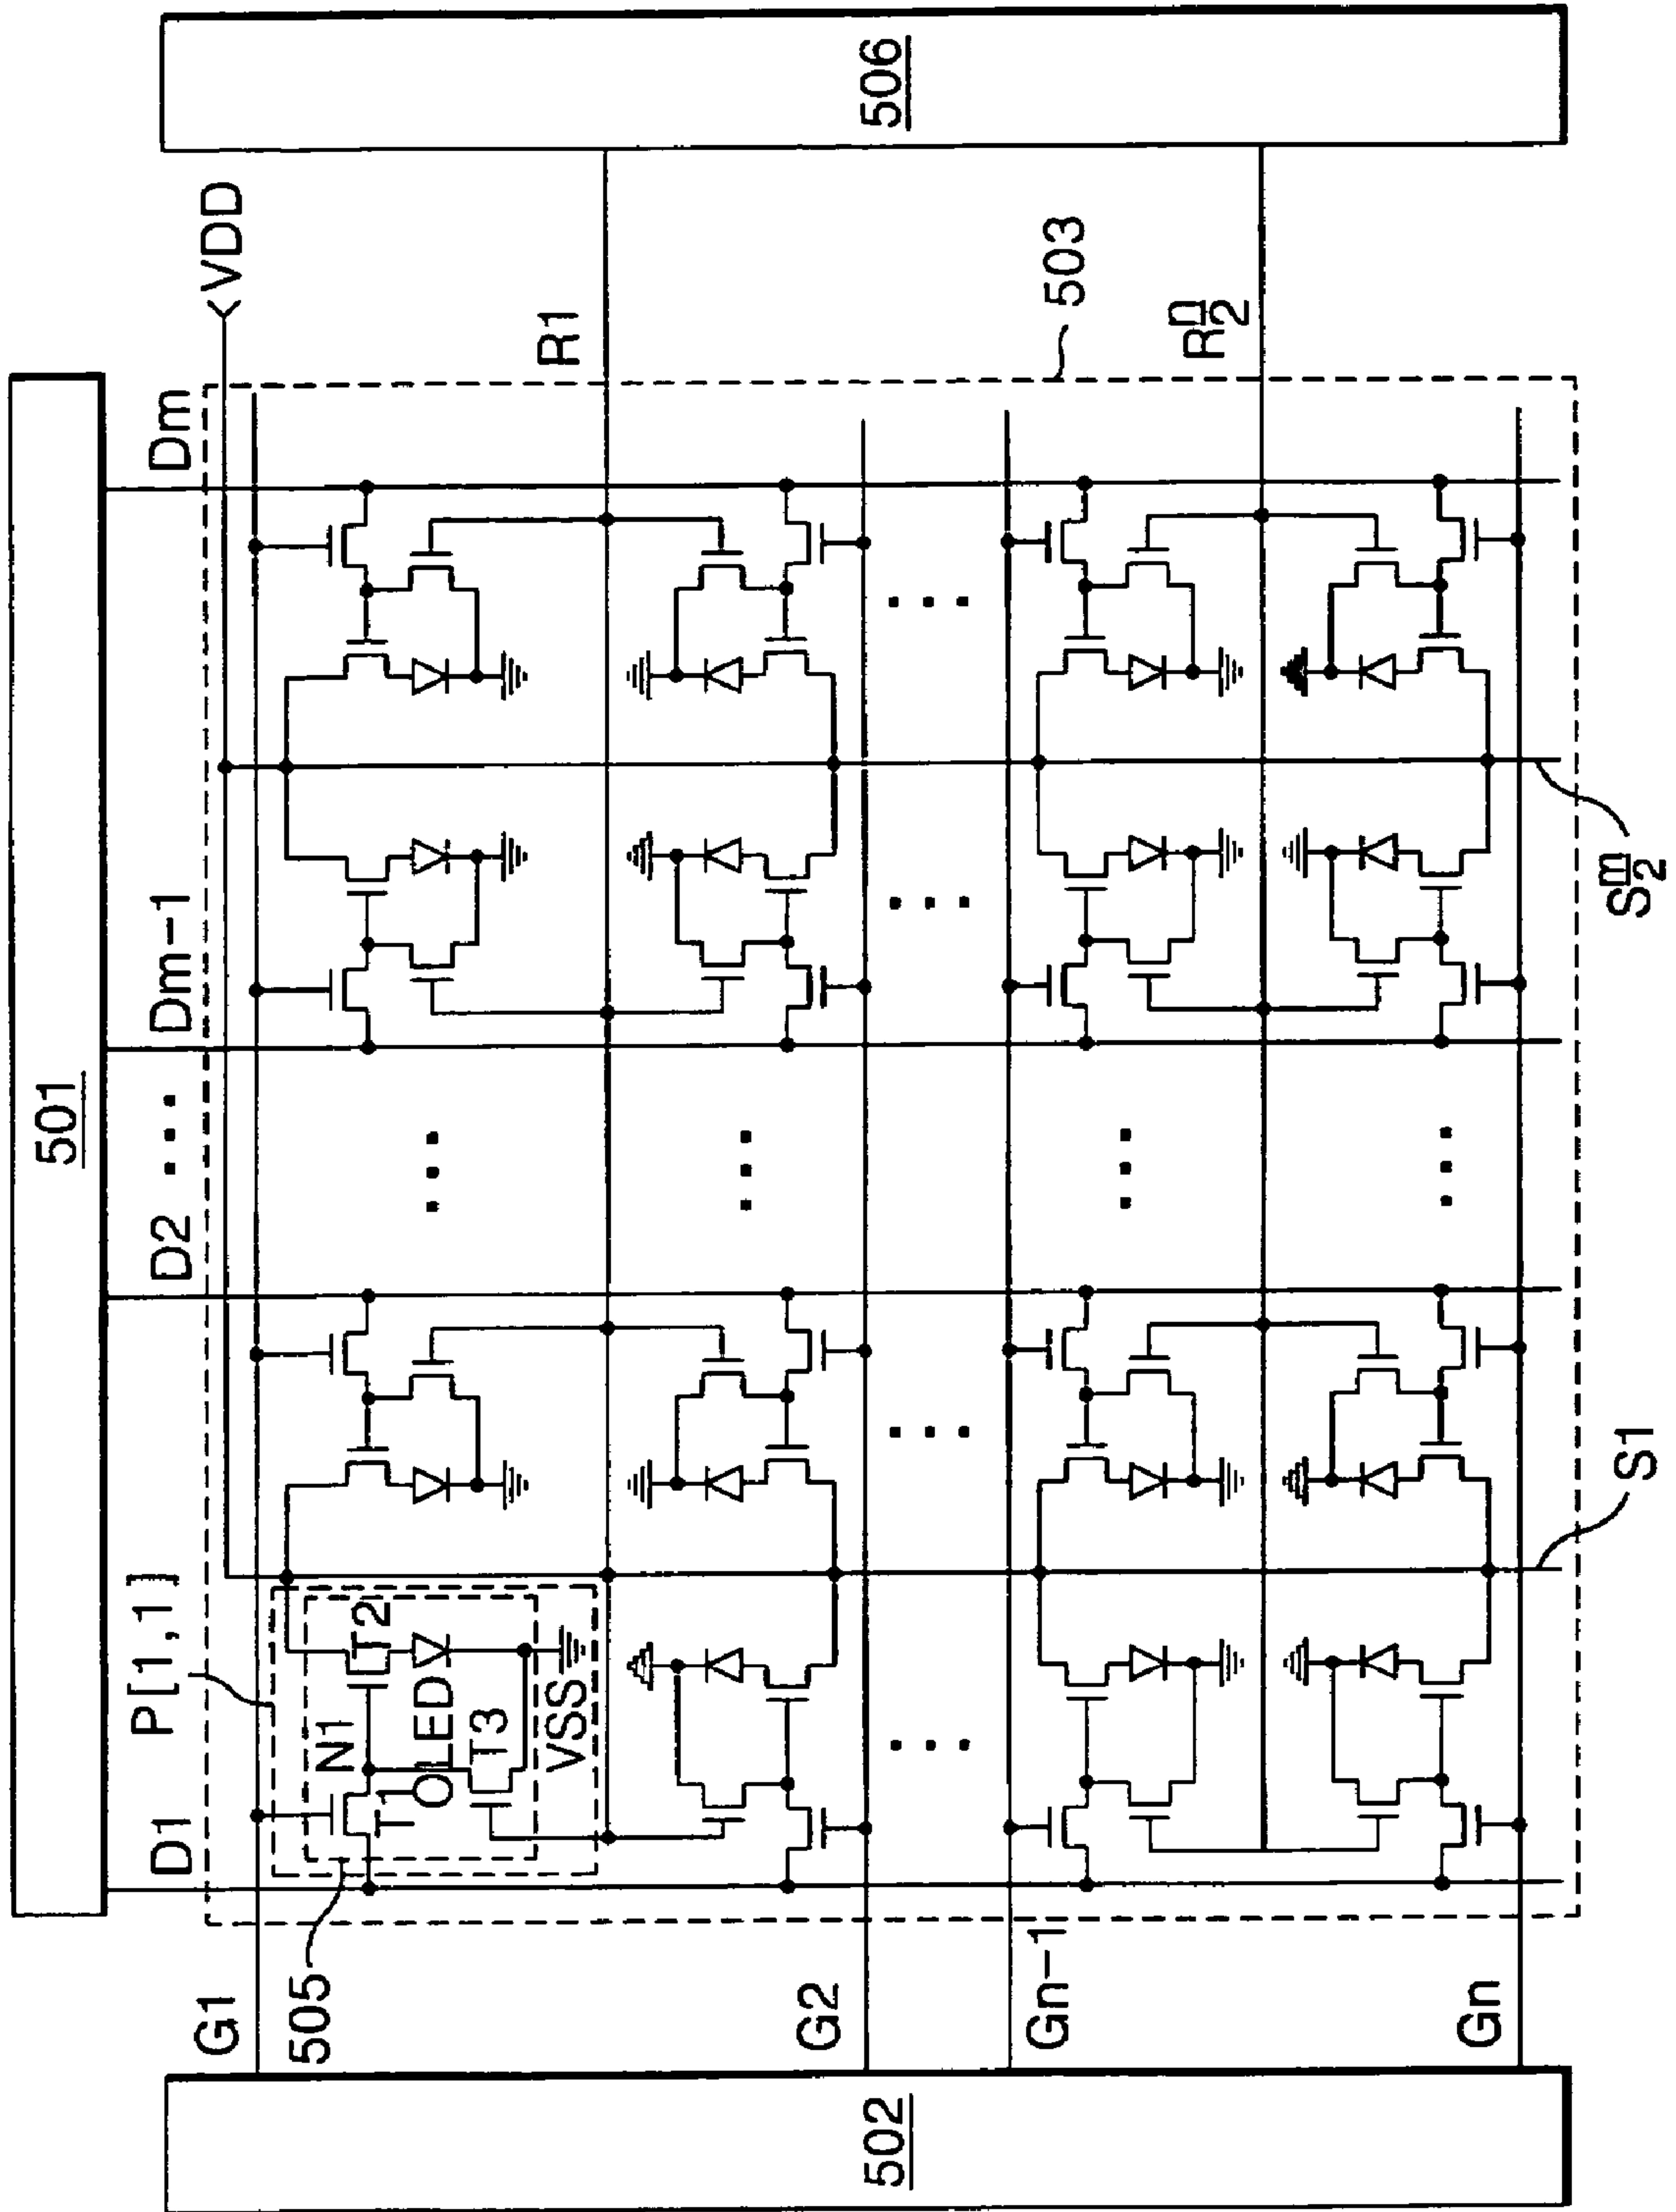 501
P[1,1]
D1
D2 ...
Dm-1
Dm
VDD
G1
505
N1
T1
T2
OLED
T3
VSS
R1
502
506
G2
503
Gn-1
R n/2
Gn
S1
S m/2